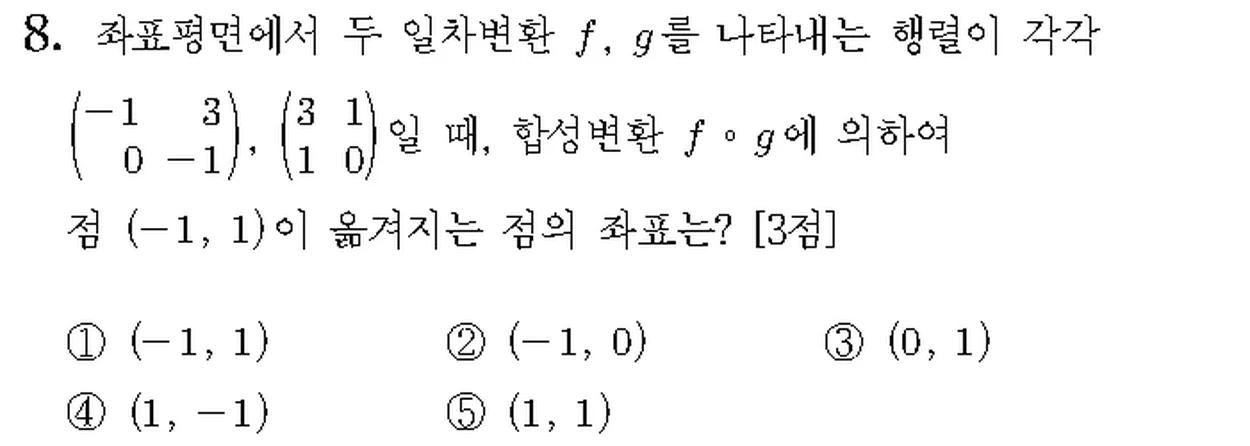 8. 좌표평면에서 두 일차변환 f, g를 나타내는 행렬이 각각
(-1 3
0 -1), (3 1
1 0)일 때, 합성변환 f∘g에 의하여
점 (-1, 1)이 옮겨지는 점의 좌표는? [3점]
① (-1, 1) ② (-1, 0) ③ (0, 1)
④ (1, -1) ⑤ (1, 1)